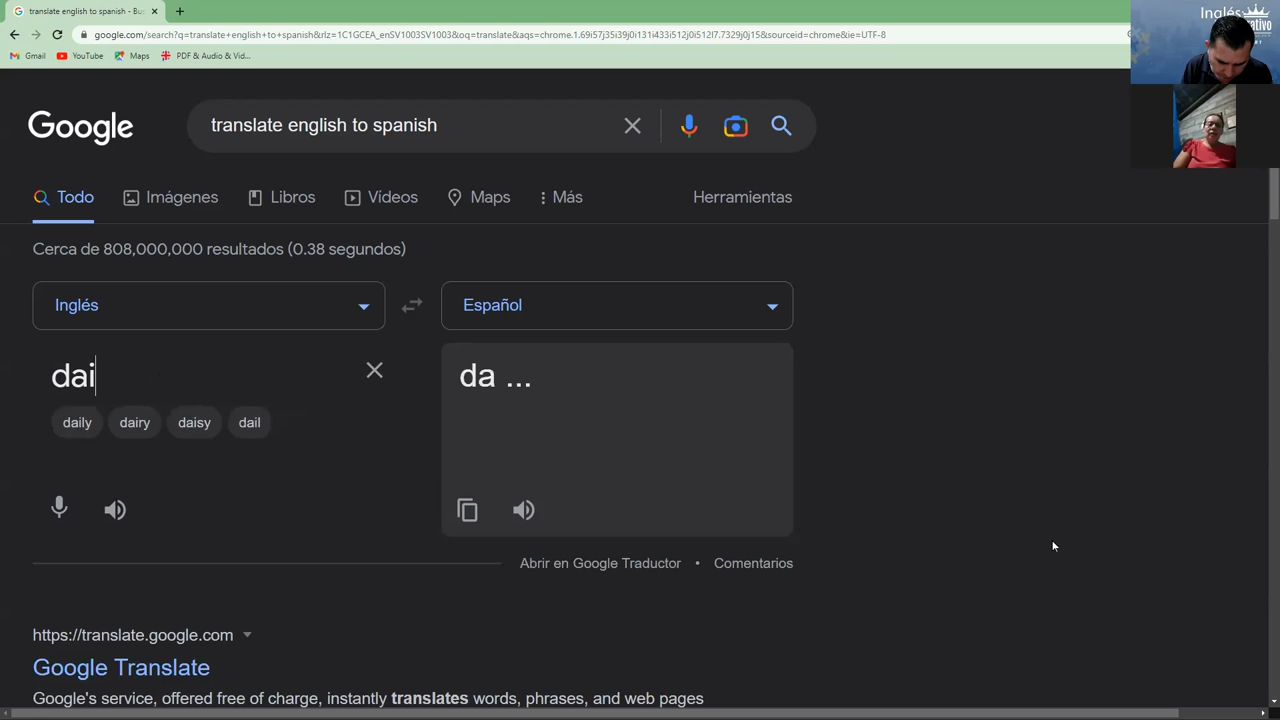 translate english to spanish - Bus
google.com/search?q=translate+english+to+spanish&rlz=1C1GCEA_enSV1003SV1003&oq=translate&aqs=chrome.1.69i57j35i39j0i131i433i512j0i512l7.7329j0j15&sourceid=chrome&ie=UTF-8
Gmail YouTube Maps PDF & Audio & Vid...
Inglés
Google
translate english to spanish
Todo Imágenes Libros Vídeos Maps Más Herramientas
Cerca de 808,000,000 resultados (0.38 segundos)
Inglés Español
dai da ...
daily dairy daisy dail
Abrir en Google Traductor • Comentarios
https://translate.google.com
Google Translate
Google's service, offered free of charge, instantly translates words, phrases, and web pages